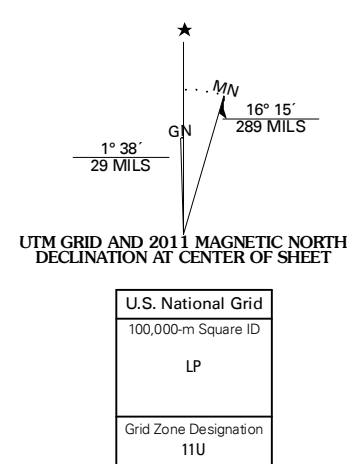 MN
GN
16° 15´
289 MILS
1° 38´
29 MILS
UTM GRID AND 2011 MAGNETIC NORTH
DECLINATION AT CENTER OF SHEET
U.S. National Grid
100,000-m Square ID
LP
Grid Zone Designation
11U